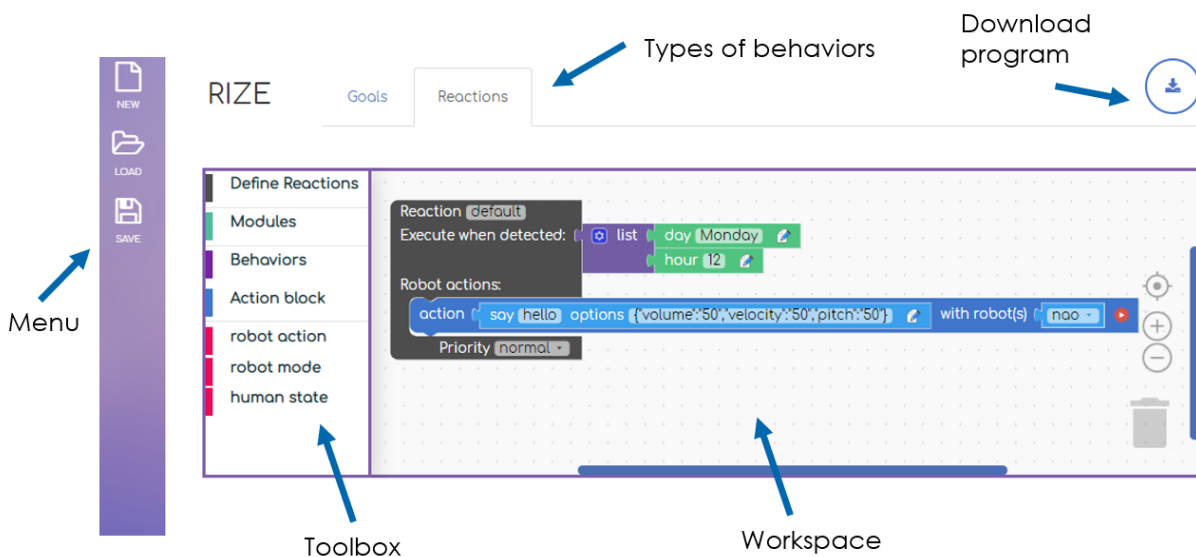 Download
program
Types of behaviors
NEW
RIZE
Goals
Reactions
LOAD
SAVE
Define Reactions
Modules
Behaviors
Action block
robot action
robot mode
human state
Reaction default
Execute when detected: list day Monday
hour 12
Robot actions:
action say hello options {"volume":"50","velocity":"50","pitch":"50"} with robot(s) nao
Priority normal
Menu
Toolbox
Workspace